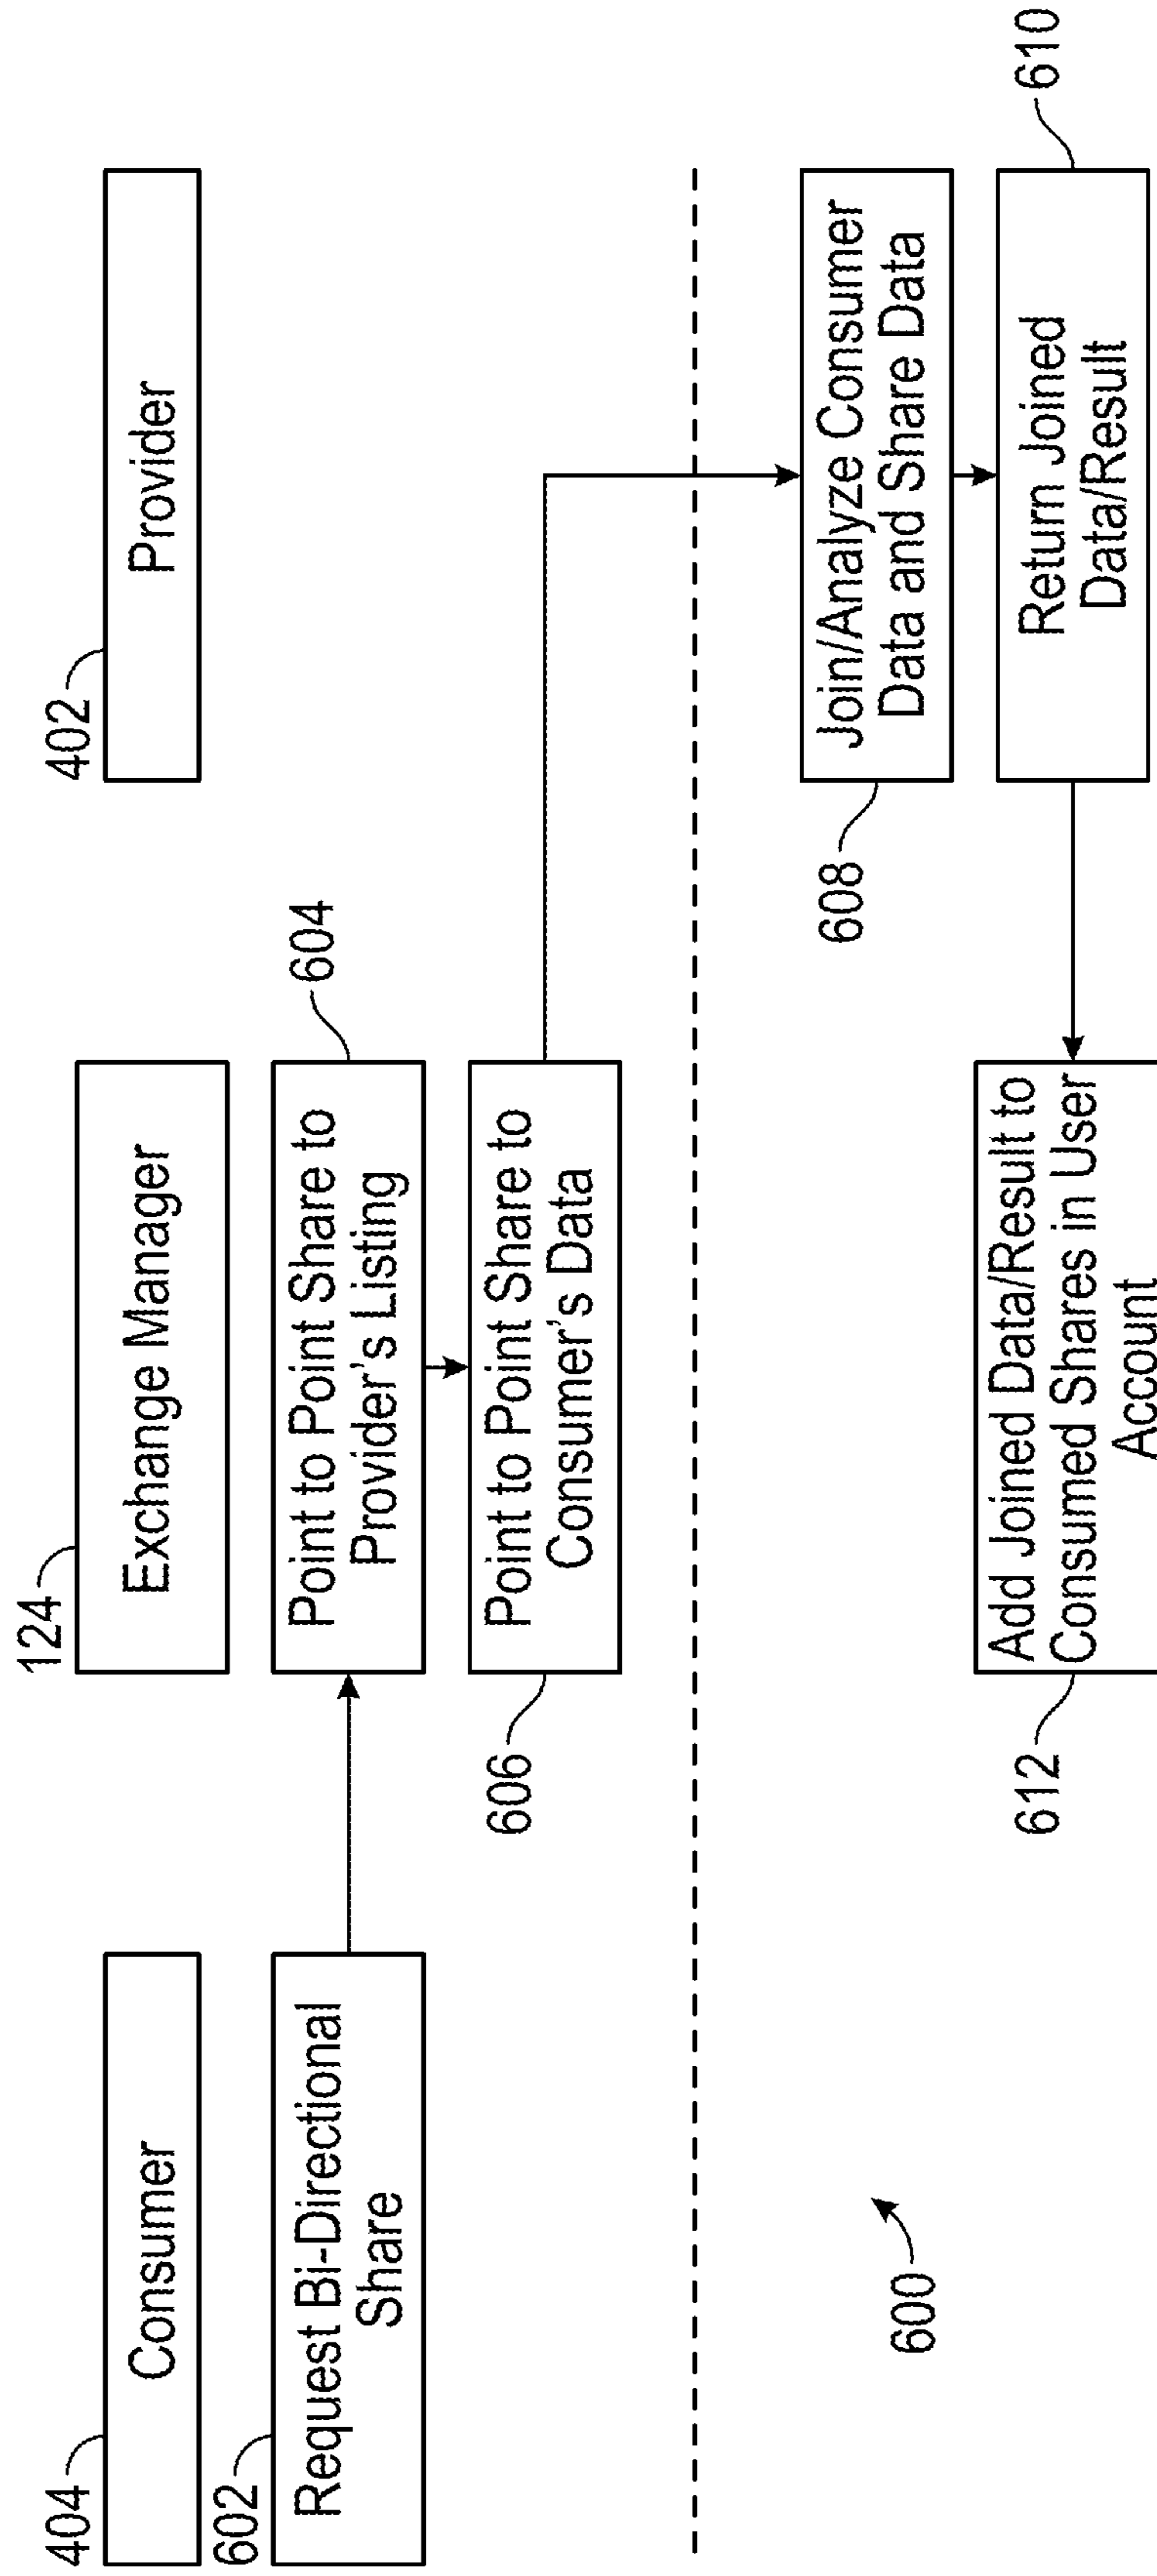 404
Consumer
124
Exchange Manager
402
Provider
602
Request Bi-Directional
Share
604
Point to Point Share to
Provider's Listing
606
Point to Point Share to
Consumer's Data
608
Join/Analyze Consumer
Data and Share Data
610
Return Joined
Data/Result
612
Add Joined Data/Result to
Consumed Shares in User
Account
600